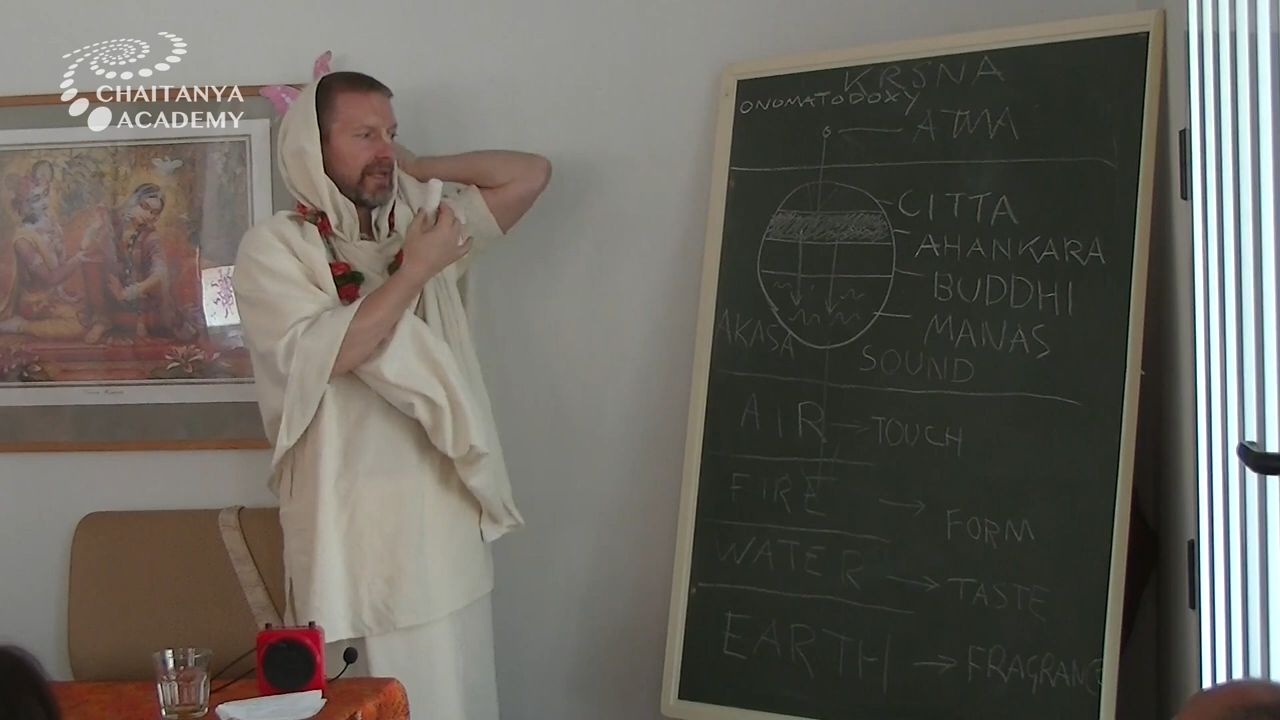 CHAITANYA
ACADEMY
KRSNA
ONOMATODOXY
ATMA
CITTA
AHANKARA
BUDDHI
MANAS
AKASA
SOUND
AIR → TOUCH
FIRE → FORM
WATER → TASTE
EARTH → FRAGRANCE